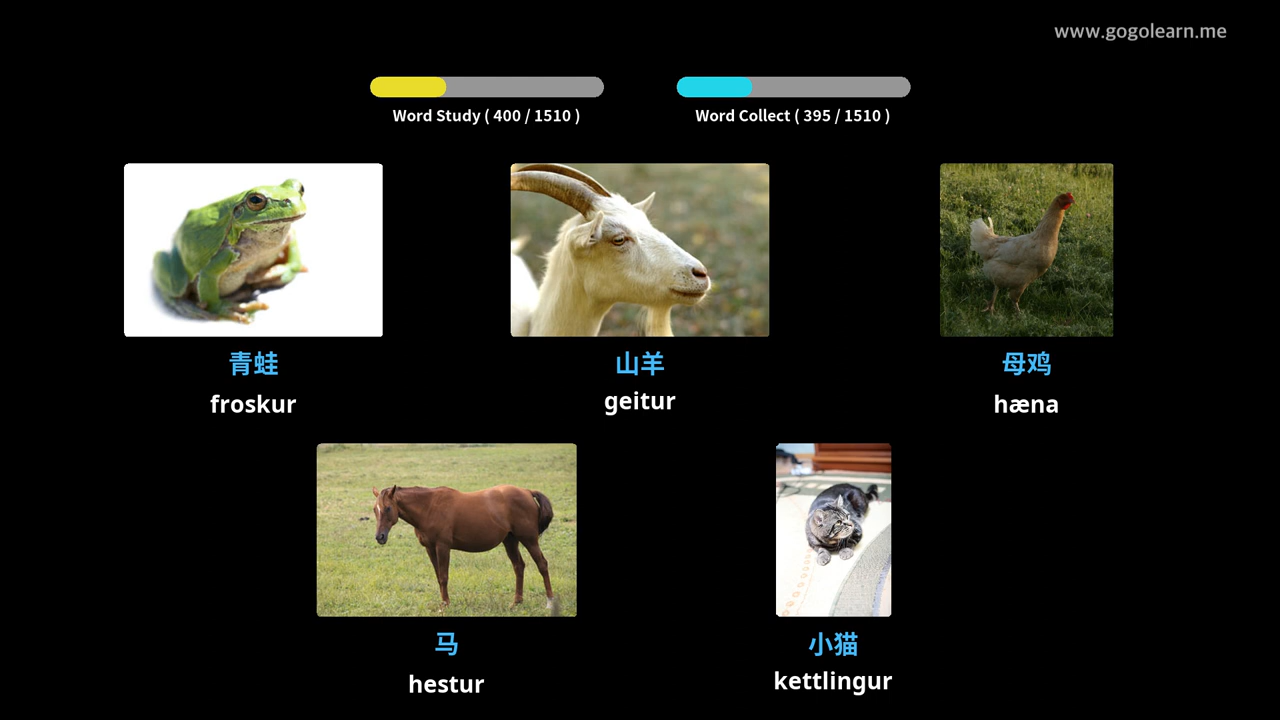 www.gogolearn.me
Word Study ( 400 / 1510 )
Word Collect ( 395 / 1510 )
青蛙
froskur
山羊
geitur
母鸡
hæna
马
hestur
小猫
kettlingur